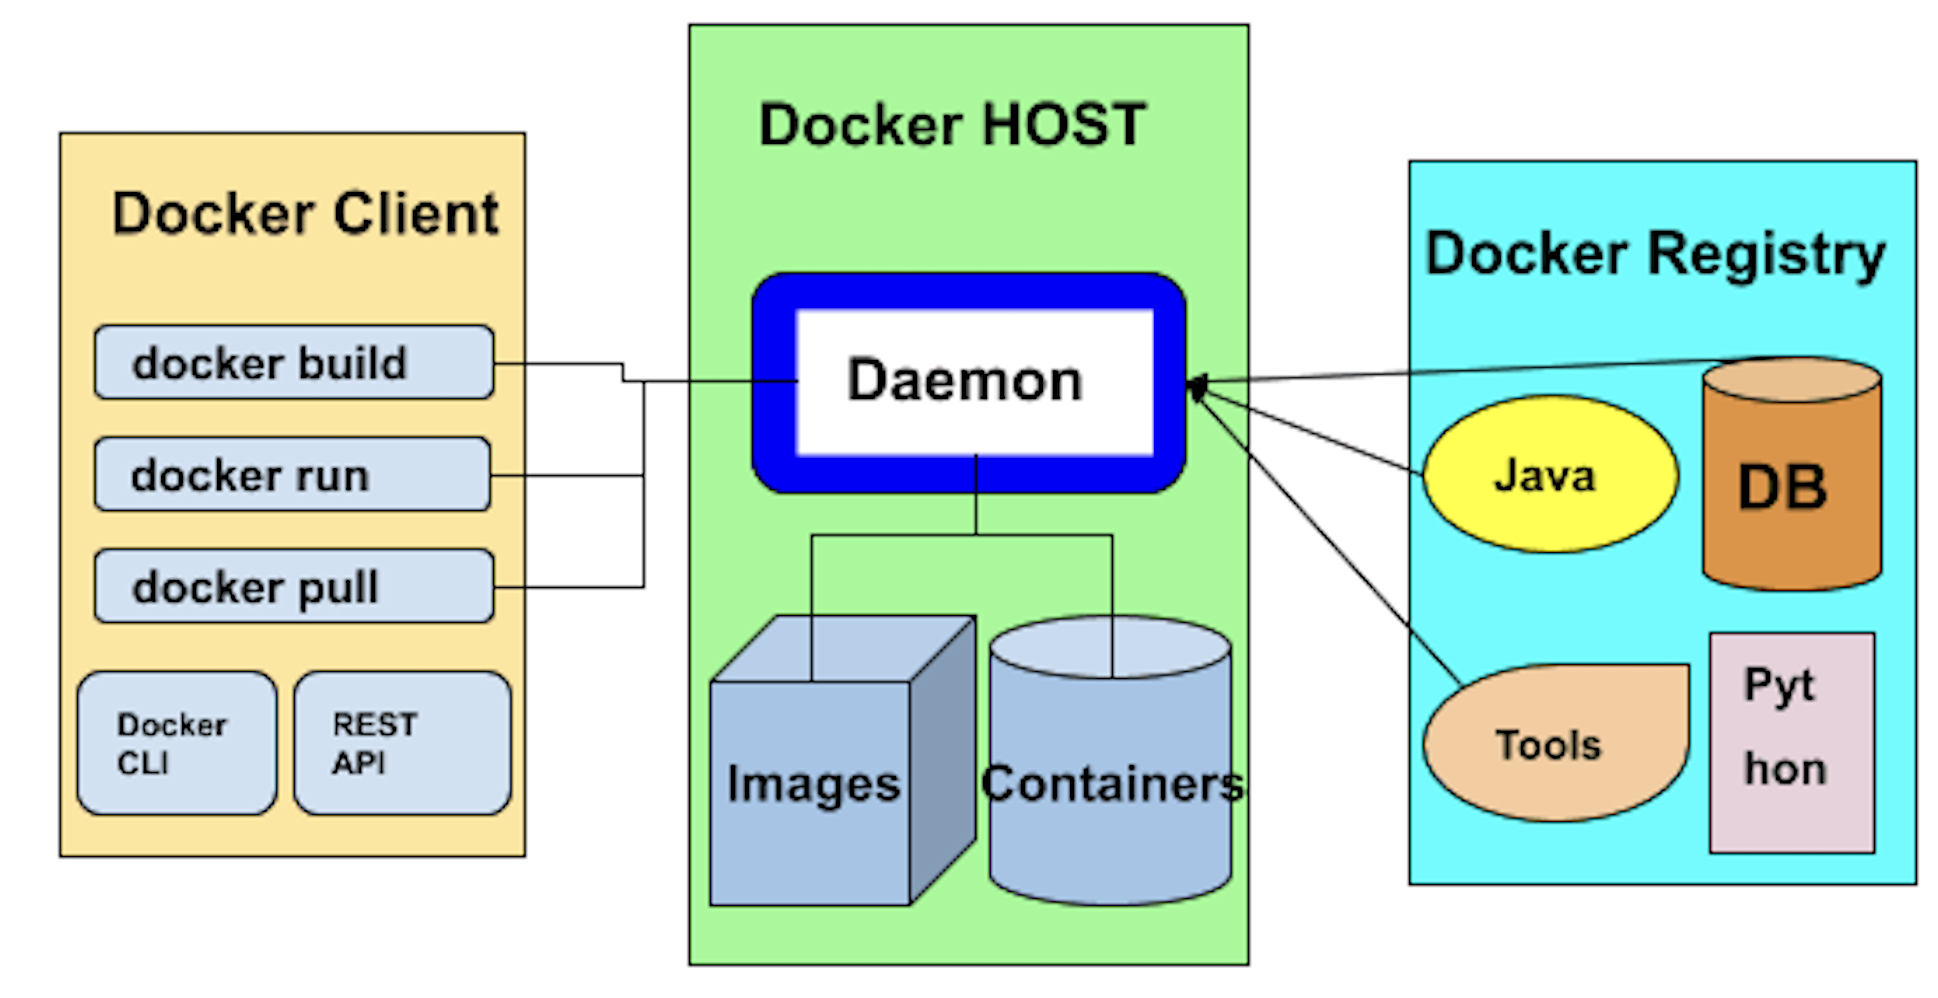 Docker Client
docker build
docker run
docker pull
Docker
CLI
REST
API
Docker HOST
Daemon
Images
Containers
Docker Registry
Java
DB
Tools
Pyt
hon